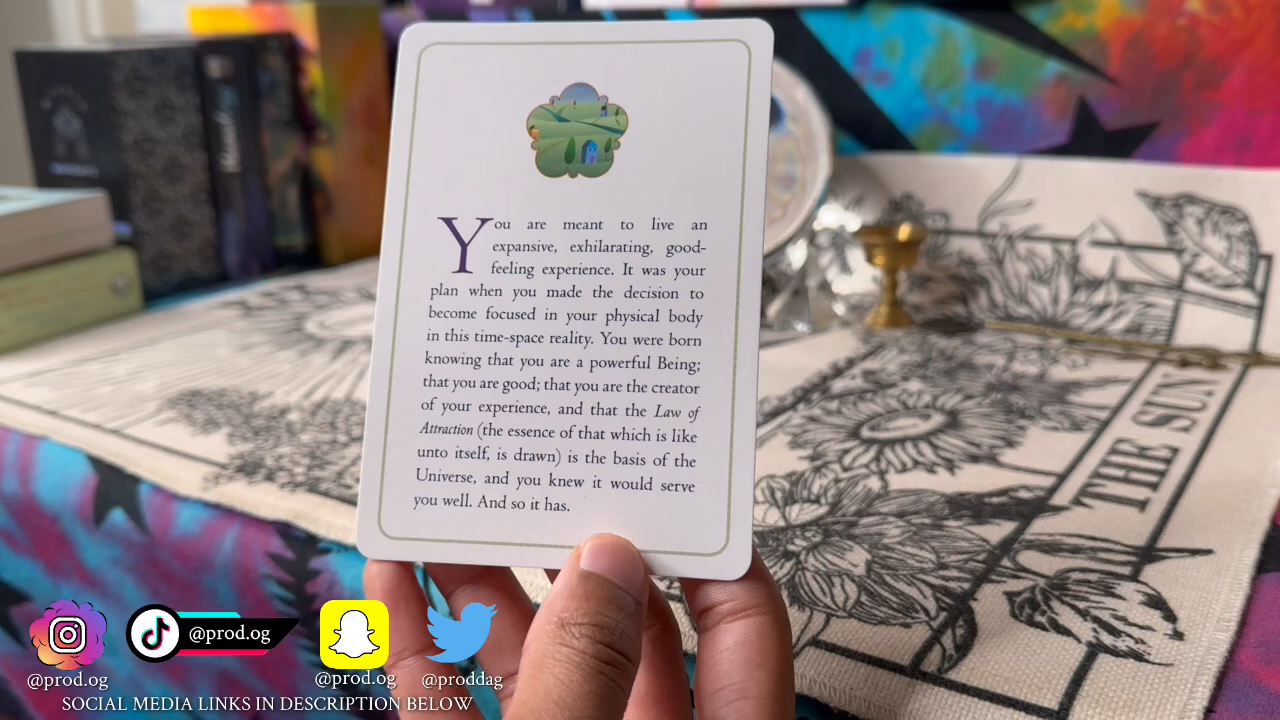 You are meant to live an
expansive, exhilarating, good-
feeling experience. It was your
plan when you made the decision to
become focused in your physical body
in this time-space reality. You were born
knowing that you are a powerful Being;
that you are good; that you are the creator
of your experience, and that the Law of
Attraction (the essence of that which is like
unto itself, is drawn) is the basis of the
Universe, and you knew it would serve
you well. And so it has.
THE SUN
@prod.og
@prod.og
@prod.og
@proddag
SOCIAL MEDIA LINKS IN DESCRIPTION BELOW